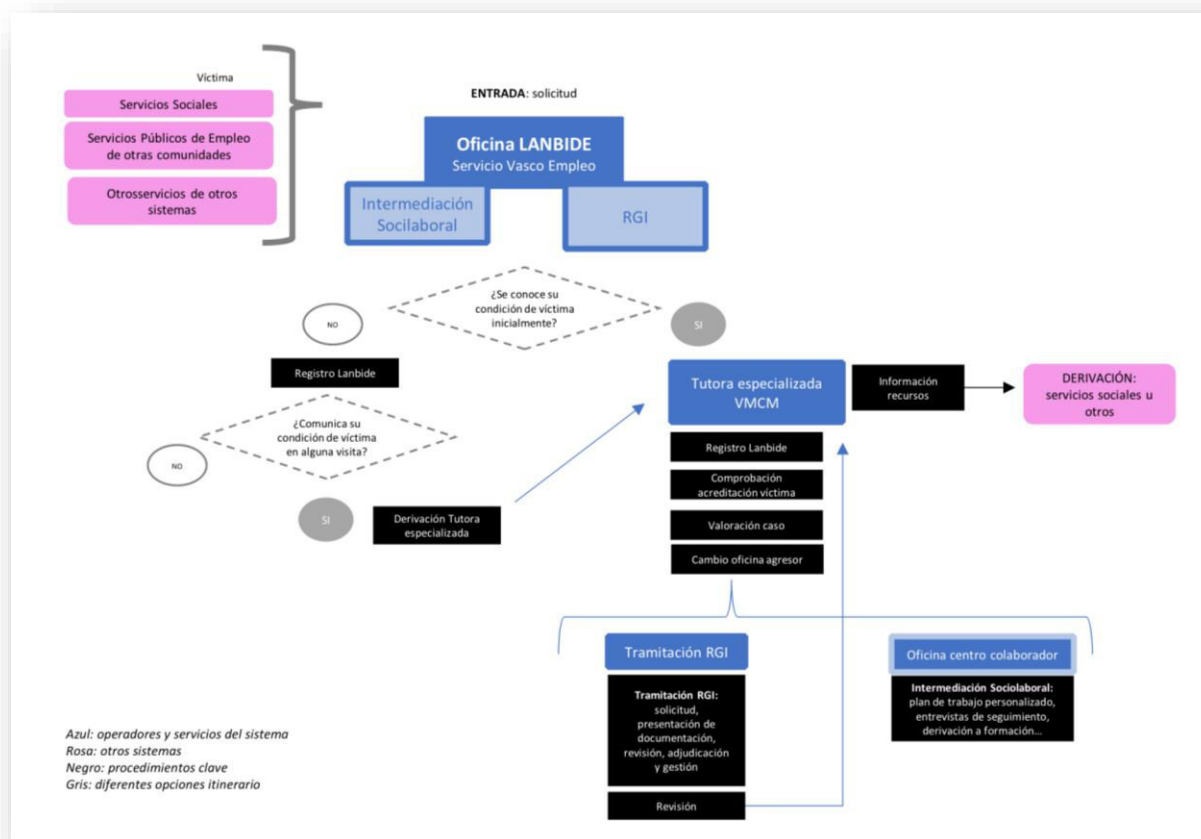 Víctima
Servicios Sociales
Servicios Públicos de Empleo
de otras comunidades
Otrosservicios de otros
sistemas
ENTRADA: solicitud
Oficina LANBIDE
Servicio Vasco Empleo
Intermediación
Socilaboral
RGI
¿Se conoce su
condición de víctima
inicialmente?
NO
SI
Registro Lanbide
¿Comunica su
condición de víctima
en alguna visita?
NO
SI
Derivación Tutora
especializada
Tutora especializada
VMCM
Información
recursos
DERIVACIÓN:
servicios sociales u
otros
Registro Lanbide
Comprobación
acreditación víctima
Valoración caso
Cambio oficina agresor
Tramitación RGI
Tramitación RGI:
solicitud,
presentación de
documentación,
revisión, adjudicación
y gestión
Revisión
Oficina centro colaborador
Intermediación Sociolaboral:
plan de trabajo personalizado,
entrevistas de seguimiento,
derivación a formación...
Azul: operadores y servicios del sistema
Rosa: otros sistemas
Negro: procedimientos clave
Gris: diferentes opciones itinerario